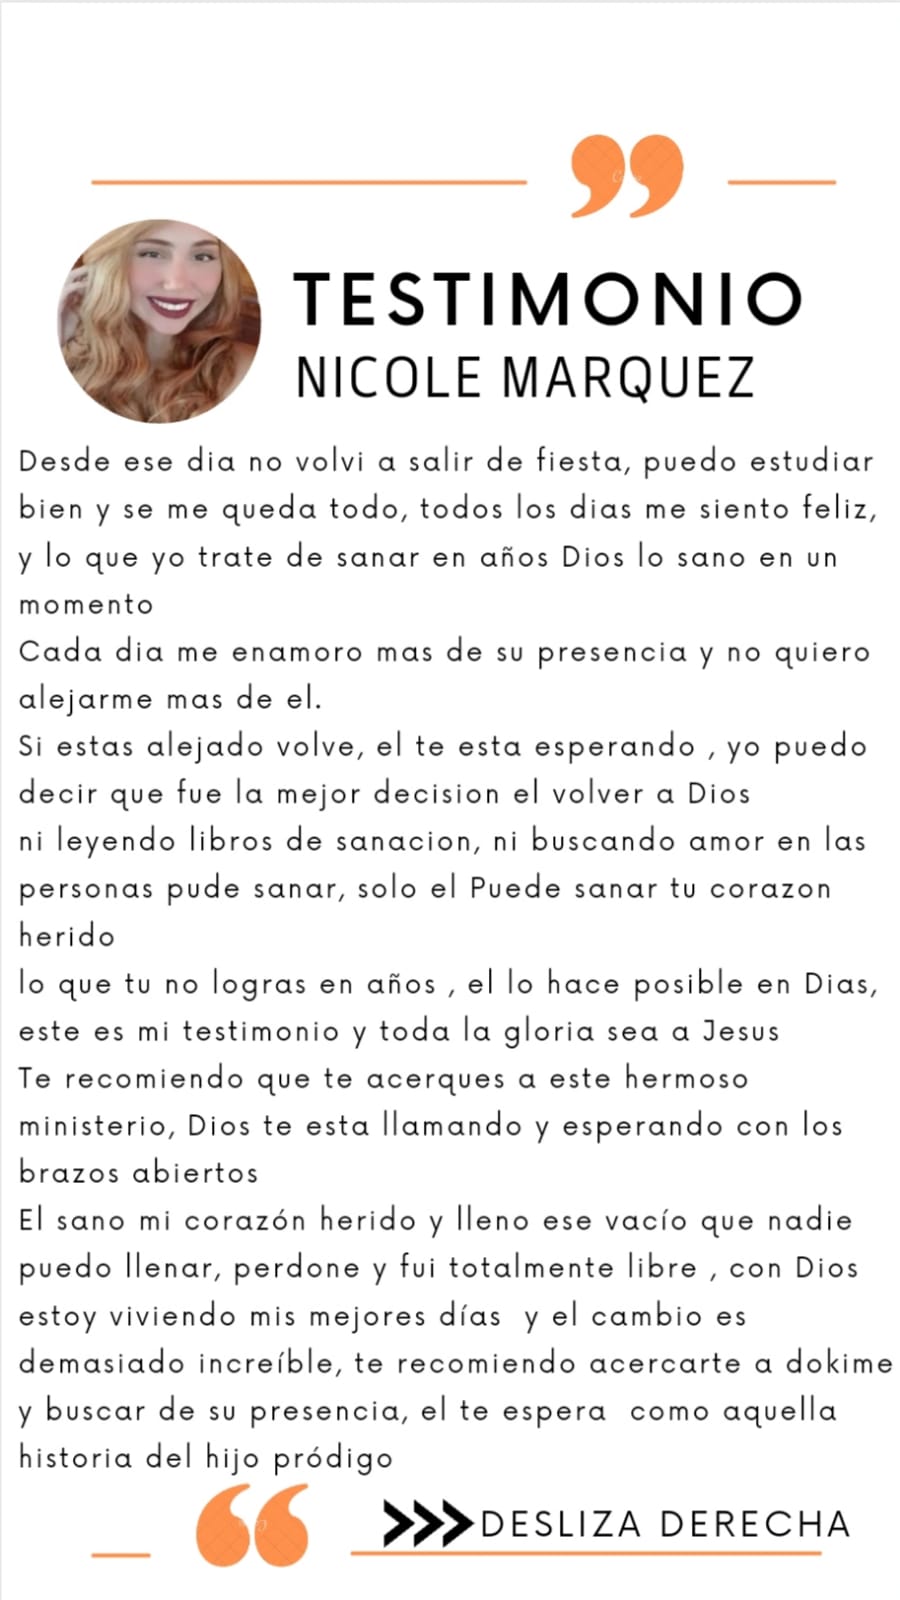 TESTIMONIO
NICOLE MARQUEZ
Desde ese dia no volvi a salir de fiesta, puedo estudiar
bien y se me queda todo, todos los dias me siento feliz,
y lo que yo trate de sanar en años Dios lo sano en un
momento
Cada dia me enamoro mas de su presencia y no quiero
alejarme mas de el.
Si estas alejado volve, el te esta esperando , yo puedo
decir que fue la mejor decision el volver a Dios
ni leyendo libros de sanacion, ni buscando amor en las
personas pude sanar, solo el Puede sanar tu corazon
herido
lo que tu no logras en años , el lo hace posible en Dias,
este es mi testimonio y toda la gloria sea a Jesus
Te recomiendo que te acerques a este hermoso
ministerio, Dios te esta llamando y esperando con los
brazos abiertos
El sano mi corazón herido y lleno ese vacío que nadie
puedo llenar, perdone y fui totalmente libre , con Dios
estoy viviendo mis mejores días  y el cambio es
demasiado increíble, te recomiendo acercarte a dokime
y buscar de su presencia, el te espera  como aquella
historia del hijo pródigo
DESLIZA DERECHA